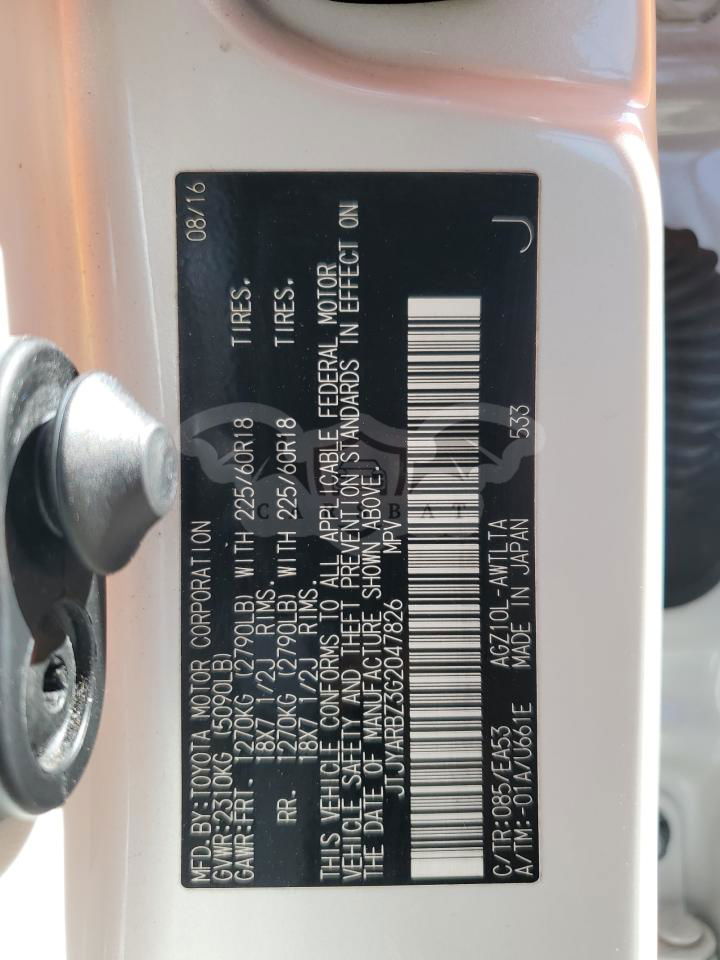 MFD.BY:TOYOTA MOTOR CORPORATION 08/16
GVWR:2310KG (5090LB)
GAWR:FRT. 1270KG (2790LB) WITH 225/60R18 TIRES.
18X7 1/2J RIMS.
RR. 1270KG (2790LB) WITH 225/60R18 TIRES.
18X7 1/2J RIMS.
THIS VEHICLE CONFORMS TO ALL APPLICABLE FEDERAL MOTOR
VEHICLE SAFETY AND THEFT PREVENTION STANDARDS IN EFFECT ON
THE DATE OF MANUFACTURE SHOWN ABOVE.
JTJYARBZ3G2047826 MPV
C/TR:085/EA53 AGZ10L-AWTLTA 533
A/TM:-01A/U661E MADE IN JAPAN
J
CARSBAT